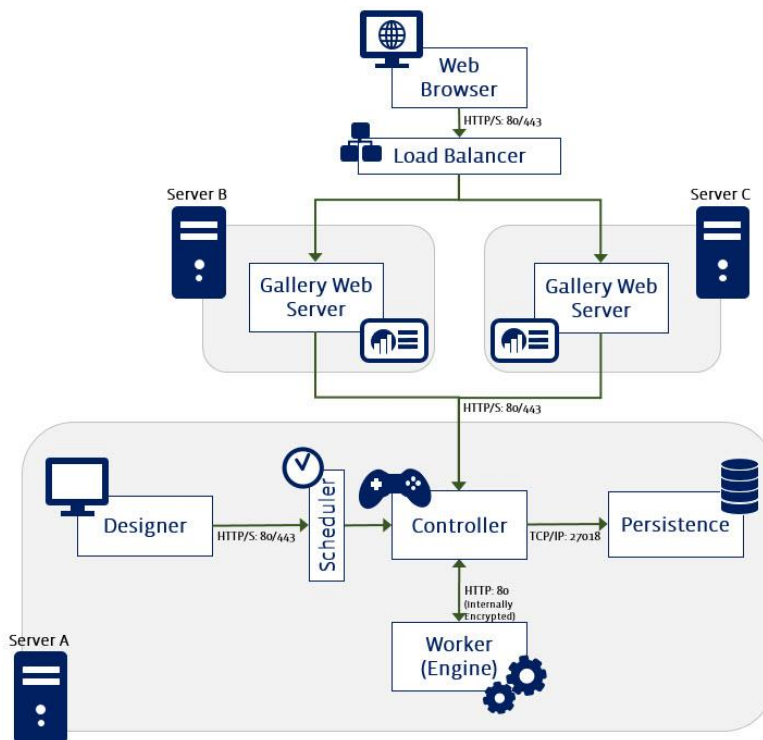 Web
Browser
HTTP/S: 80/443
Load Balancer
Server B
Server C
Gallery Web
Server
Gallery Web
Server
HTTP/S: 80/443
Designer
HTTP/S: 80/443
Scheduler
Controller
TCP/IP: 27018
Persistence
HTTP: 80
(internally
Encrypted)
Worker
(Engine)
Server A